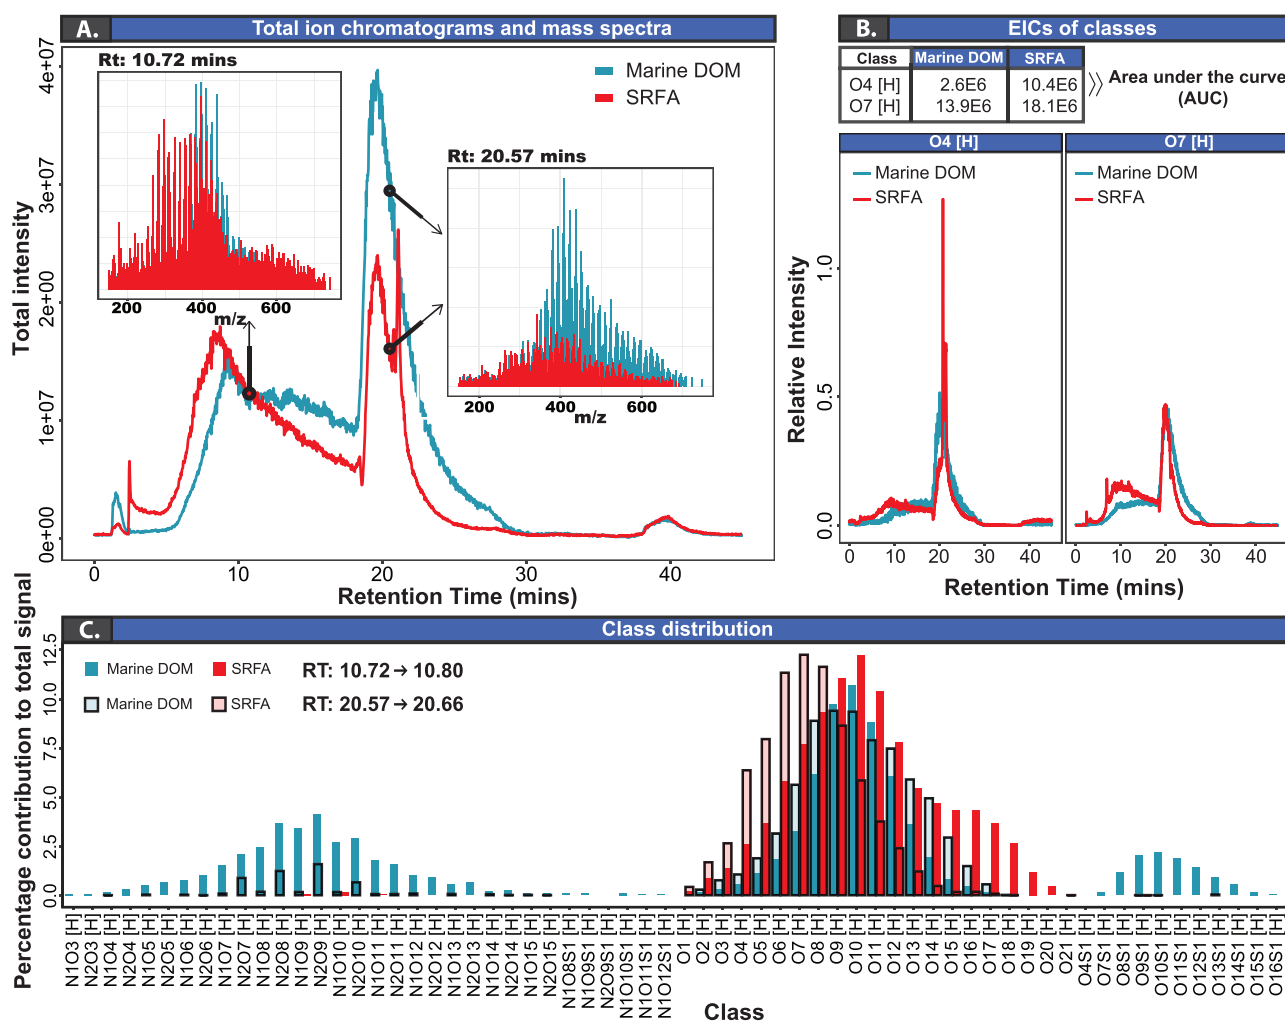 A.
Total ion chromatograms and mass spectra
Total intensity
4e+07
3e+07
2e+00
1e+07
0e+00
Rt: 10.72 mins
200
400
600
m/z
Marine DOM
SRFA
Rt: 20.57 mins
200
400
600
m/z
0
10
20
30
40
Retention Time (mins)
B.
EICs of classes
Class Marine DOM SRFA
O4 [H] 2.6E6 10.4E6
O7 [H] 13.9E6 18.1E6
Area under the curve
(AUC)
O4 [H]
Marine DOM
SRFA
O7 [H]
Marine DOM
SRFA
Relative Intensity
1.0
0.5
0.0
0
10
20
30
0
10
20
30
40
Retention Time (mins)
C.
Class distribution
Percentage contribution to total signal
12.5
10.0
7.5
5.0
2.5
0.0
Marine DOM SRFA RT: 10.72→10.80
Marine DOM SRFA RT: 20.57→20.66
N1O3 [H]
N2O3 [H]
N1O4 [H]
N2O4 [H]
N1O5 [H]
N2O5 [H]
N1O6 [H]
N2O6 [H]
N1O7 [H]
N2O7 [H]
N1O8 [H]
N2O8 [H]
N1O9 [H]
N2O9 [H]
N1O10 [H]
N2O10 [H]
N1O11 [H]
N2O11 [H]
N1O12 [H]
N2O12 [H]
N1O13 [H]
N2O13 [H]
N1O14 [H]
N2O14 [H]
N1O15 [H]
N2O15 [H]
N1O8S1 [H]
N1O9S1 [H]
N2O9S1 [H]
N1O10S1 [H]
N1O11S1 [H]
N1O12S1 [H]
O1 [H]
O2 [H]
O3 [H]
O4 [H]
O5 [H]
O6 [H]
O7 [H]
O8 [H]
O9 [H]
O10 [H]
O11 [H]
O12 [H]
O13 [H]
O14 [H]
O15 [H]
O16 [H]
O17 [H]
O18 [H]
O19 [H]
O20 [H]
O21 [H]
O4S1 [H]
O7S1 [H]
O8S1 [H]
O9S1 [H]
O10S1 [H]
O11S1 [H]
O12S1 [H]
O13S1 [H]
O14S1 [H]
O15S1 [H]
O16S1 [H]
Class